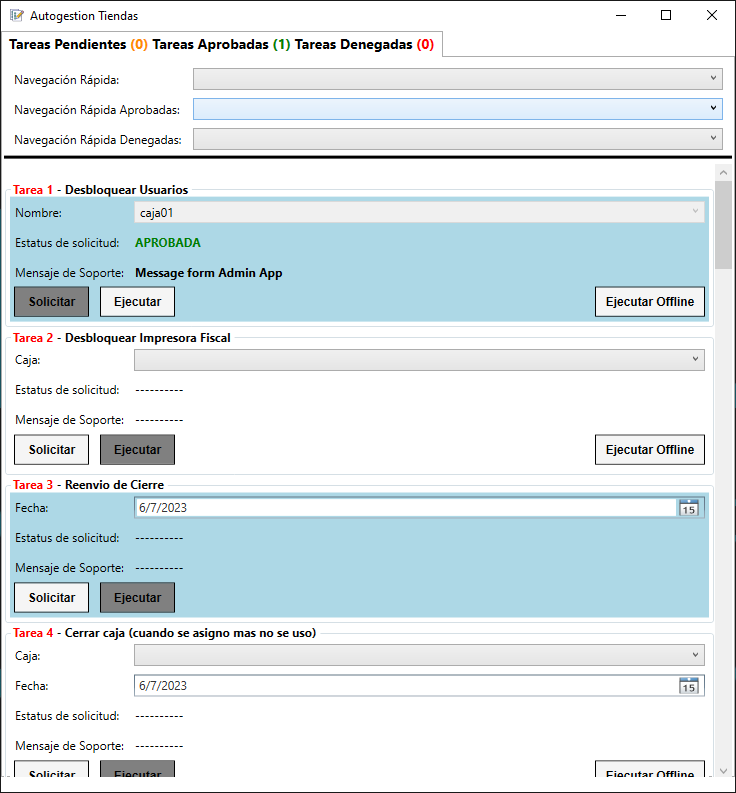 Autogestion Tiendas
Tareas Pendientes (0) Tareas Aprobadas (1) Tareas Denegadas (0)
Navegación Rápida:
Navegación Rápida Aprobadas:
Navegación Rápida Denegadas:
Tarea 1 - Desbloquear Usuarios
Nombre: caja01
Estatus de solicitud: APROBADA
Mensaje de Soporte: Message form Admin App
Solicitar Ejecutar Ejecutar Offline
Tarea 2 - Desbloquear Impresora Fiscal
Caja:
Estatus de solicitud: ----------
Mensaje de Soporte: ----------
Solicitar Ejecutar Ejecutar Offline
Tarea 3 - Reenvio de Cierre
Fecha: 6/7/2023 15
Estatus de solicitud: ----------
Mensaje de Soporte: ----------
Solicitar Ejecutar
Tarea 4 - Cerrar caja (cuando se asigno mas no se uso)
Caja:
Fecha: 6/7/2023 15
Estatus de solicitud: ----------
Mensaje de Soporte: ----------
Solicitar Ejecutar Ejecutar Offline